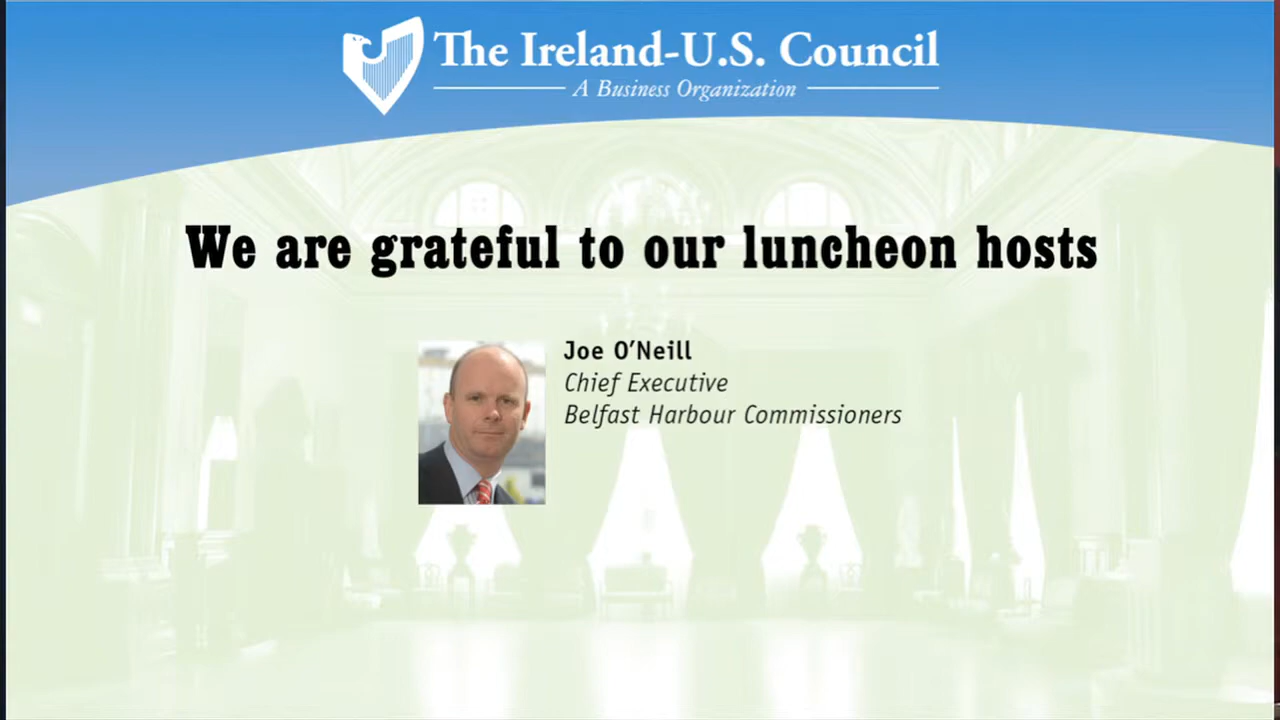 The Ireland-U.S. Council
A Business Organization
We are grateful to our luncheon hosts
Joe O’Neill
Chief Executive
Belfast Harbour Commissioners